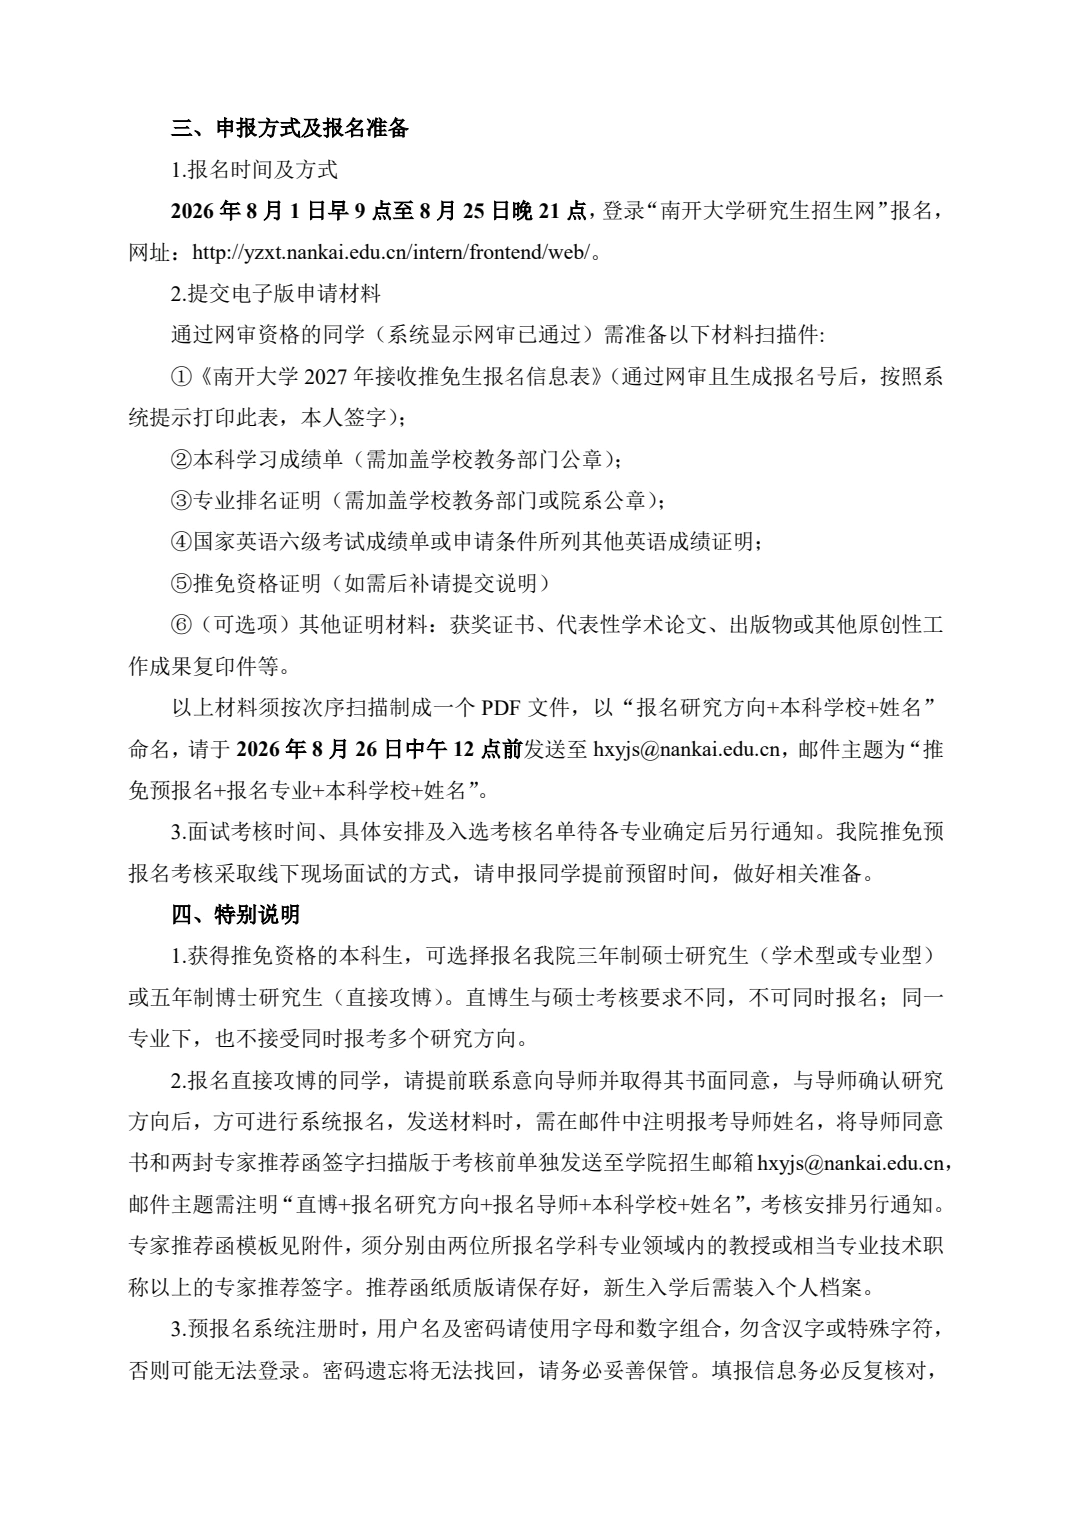 三、申报方式及报名准备
1.报名时间及方式
2026 年 8 月 1 日早 9 点至 8 月 25 日晚 21 点，登录“南开大学研究生招生网”报名，
网址：http://yzxt.nankai.edu.cn/intern/frontend/web/。
2.提交电子版申请材料
通过网审资格的同学（系统显示网审已通过）需准备以下材料扫描件:
①《南开大学 2027 年接收推免生报名信息表》（通过网审且生成报名号后，按照系
统提示打印此表，本人签字）；
②本科学习成绩单（需加盖学校教务部门公章）；
③专业排名证明（需加盖学校教务部门或院系公章）；
④国家英语六级考试成绩单或申请条件所列其他英语成绩证明；
⑤推免资格证明（如需后补请提交说明）
⑥（可选项）其他证明材料：获奖证书、代表性学术论文、出版物或其他原创性工
作成果复印件等。
以上材料须按次序扫描制成一个 PDF 文件，以“报名研究方向+本科学校+姓名”
命名，请于 2026 年 8 月 26 日中午 12 点前发送至 hxyjs@nankai.edu.cn，邮件主题为“推
免预报名+报名专业+本科学校+姓名”。
3.面试考核时间、具体安排及入选考核名单待各专业确定后另行通知。我院推免预
报名考核采取线下现场面试的方式，请申报同学提前预留时间，做好相关准备。
四、特别说明
1.获得推免资格的本科生，可选择报名我院三年制硕士研究生（学术型或专业型）
或五年制博士研究生（直接攻博）。直博生与硕士考核要求不同，不可同时报名；同一
专业下，也不接受同时报考多个研究方向。
2.报名直接攻博的同学，请提前联系意向导师并取得其书面同意，与导师确认研究
方向后，方可进行系统报名，发送材料时，需在邮件中注明报考导师姓名，将导师同意
书和两封专家推荐函签字扫描版于考核前单独发送至学院招生邮箱 hxyjs@nankai.edu.cn，
邮件主题需注明“直博+报名研究方向+报名导师+本科学校+姓名”，考核安排另行通知。
专家推荐函模板见附件，须分别由两位所报名学科专业领域内的教授或相当专业技术职
称以上的专家推荐签字。推荐函纸质版请保存好，新生入学后需装入个人档案。
3.预报名系统注册时，用户名及密码请使用字母和数字组合，勿含汉字或特殊字符，
否则可能无法登录。密码遗忘将无法找回，请务必妥善保管。填报信息务必反复核对，